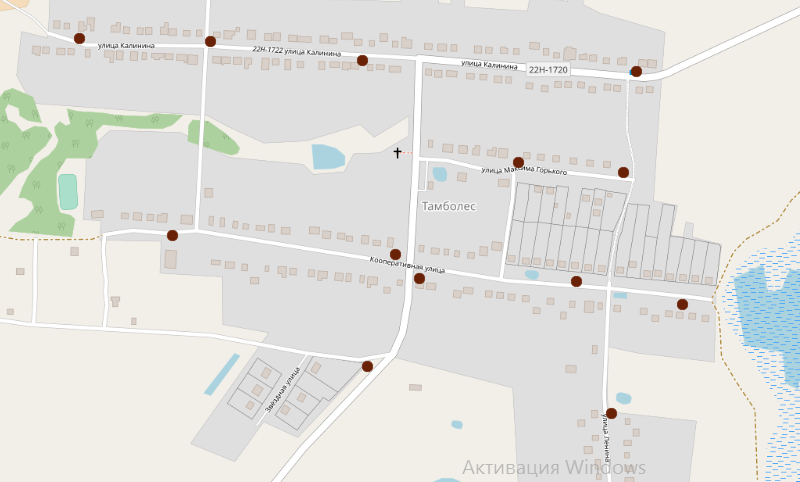 улица Калинина
22Н-1722 улица Калинина
улица Калинина
22Н-1720
улица Максима Горького
Тамболес
Кооперативная улица
Звёздная улица
улица Ленина
Активация Windows